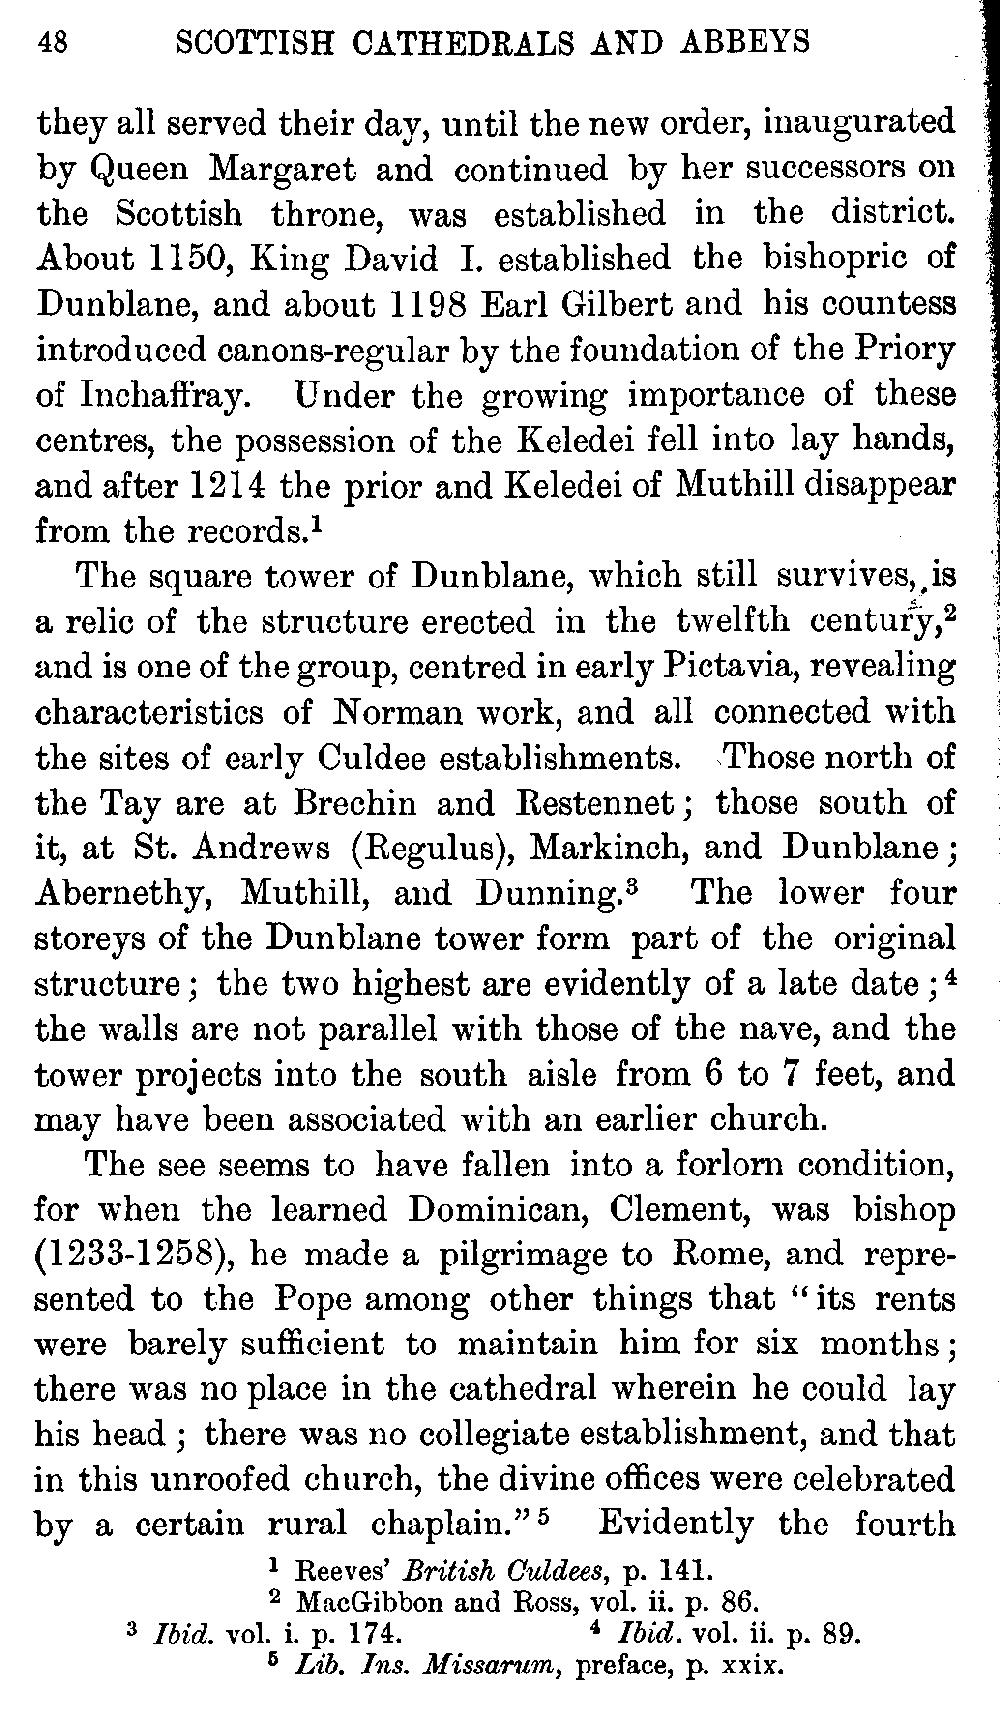 48 SCOTTISH CATHEDRALS AND ABBEYS
they all served their day, until the new order, inaugurated
by Queen Margaret and continued by her successors on
the Scottish throne, was established in the district.
About 1150, King David I. established the bishopric of
Dunblane, and about 1198 Earl Gilbert and his countess
introduced canons-regular by the foundation of the Priory
of Inchaffray. Under the growing importance of these
centres, the possession of the Keledei fell into lay hands,
and after 1214 the prior and Keledei of Muthill disappear
from the records.¹
The square tower of Dunblane, which still survives, is
a relic of the structure erected in the twelfth century,²
and is one of the group, centred in early Pictavia, revealing
characteristics of Norman work, and all connected with
the sites of early Culdee establishments. Those north of
the Tay are at Brechin and Restennet; those south of
it, at St. Andrews (Regulus), Markinch, and Dunblane;
Abernethy, Muthill, and Dunning.³ The lower four
storeys of the Dunblane tower form part of the original
structure; the two highest are evidently of a late date;⁴
the walls are not parallel with those of the nave, and the
tower projects into the south aisle from 6 to 7 feet, and
may have been associated with an earlier church.
The see seems to have fallen into a forlorn condition,
for when the learned Dominican, Clement, was bishop
(1233-1258), he made a pilgrimage to Rome, and repre-
sented to the Pope among other things that “its rents
were barely sufficient to maintain him for six months;
there was no place in the cathedral wherein he could lay
his head; there was no collegiate establishment, and that
in this unroofed church, the divine offices were celebrated
by a certain rural chaplain.”⁵ Evidently the fourth
¹ Reeves’ British Culdees, p. 141.
² MacGibbon and Ross, vol. ii. p. 86.
³ Ibid. vol. i. p. 174. ⁴ Ibid. vol. ii. p. 89.
⁵ Lib. Ins. Missarum, preface, p. xxix.